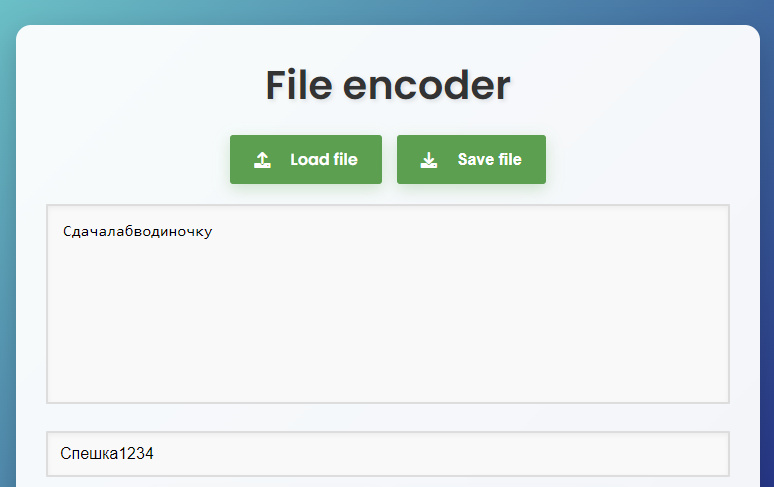 File encoder
Load file
Save file
Сдачалабводиночку
Спешка1234